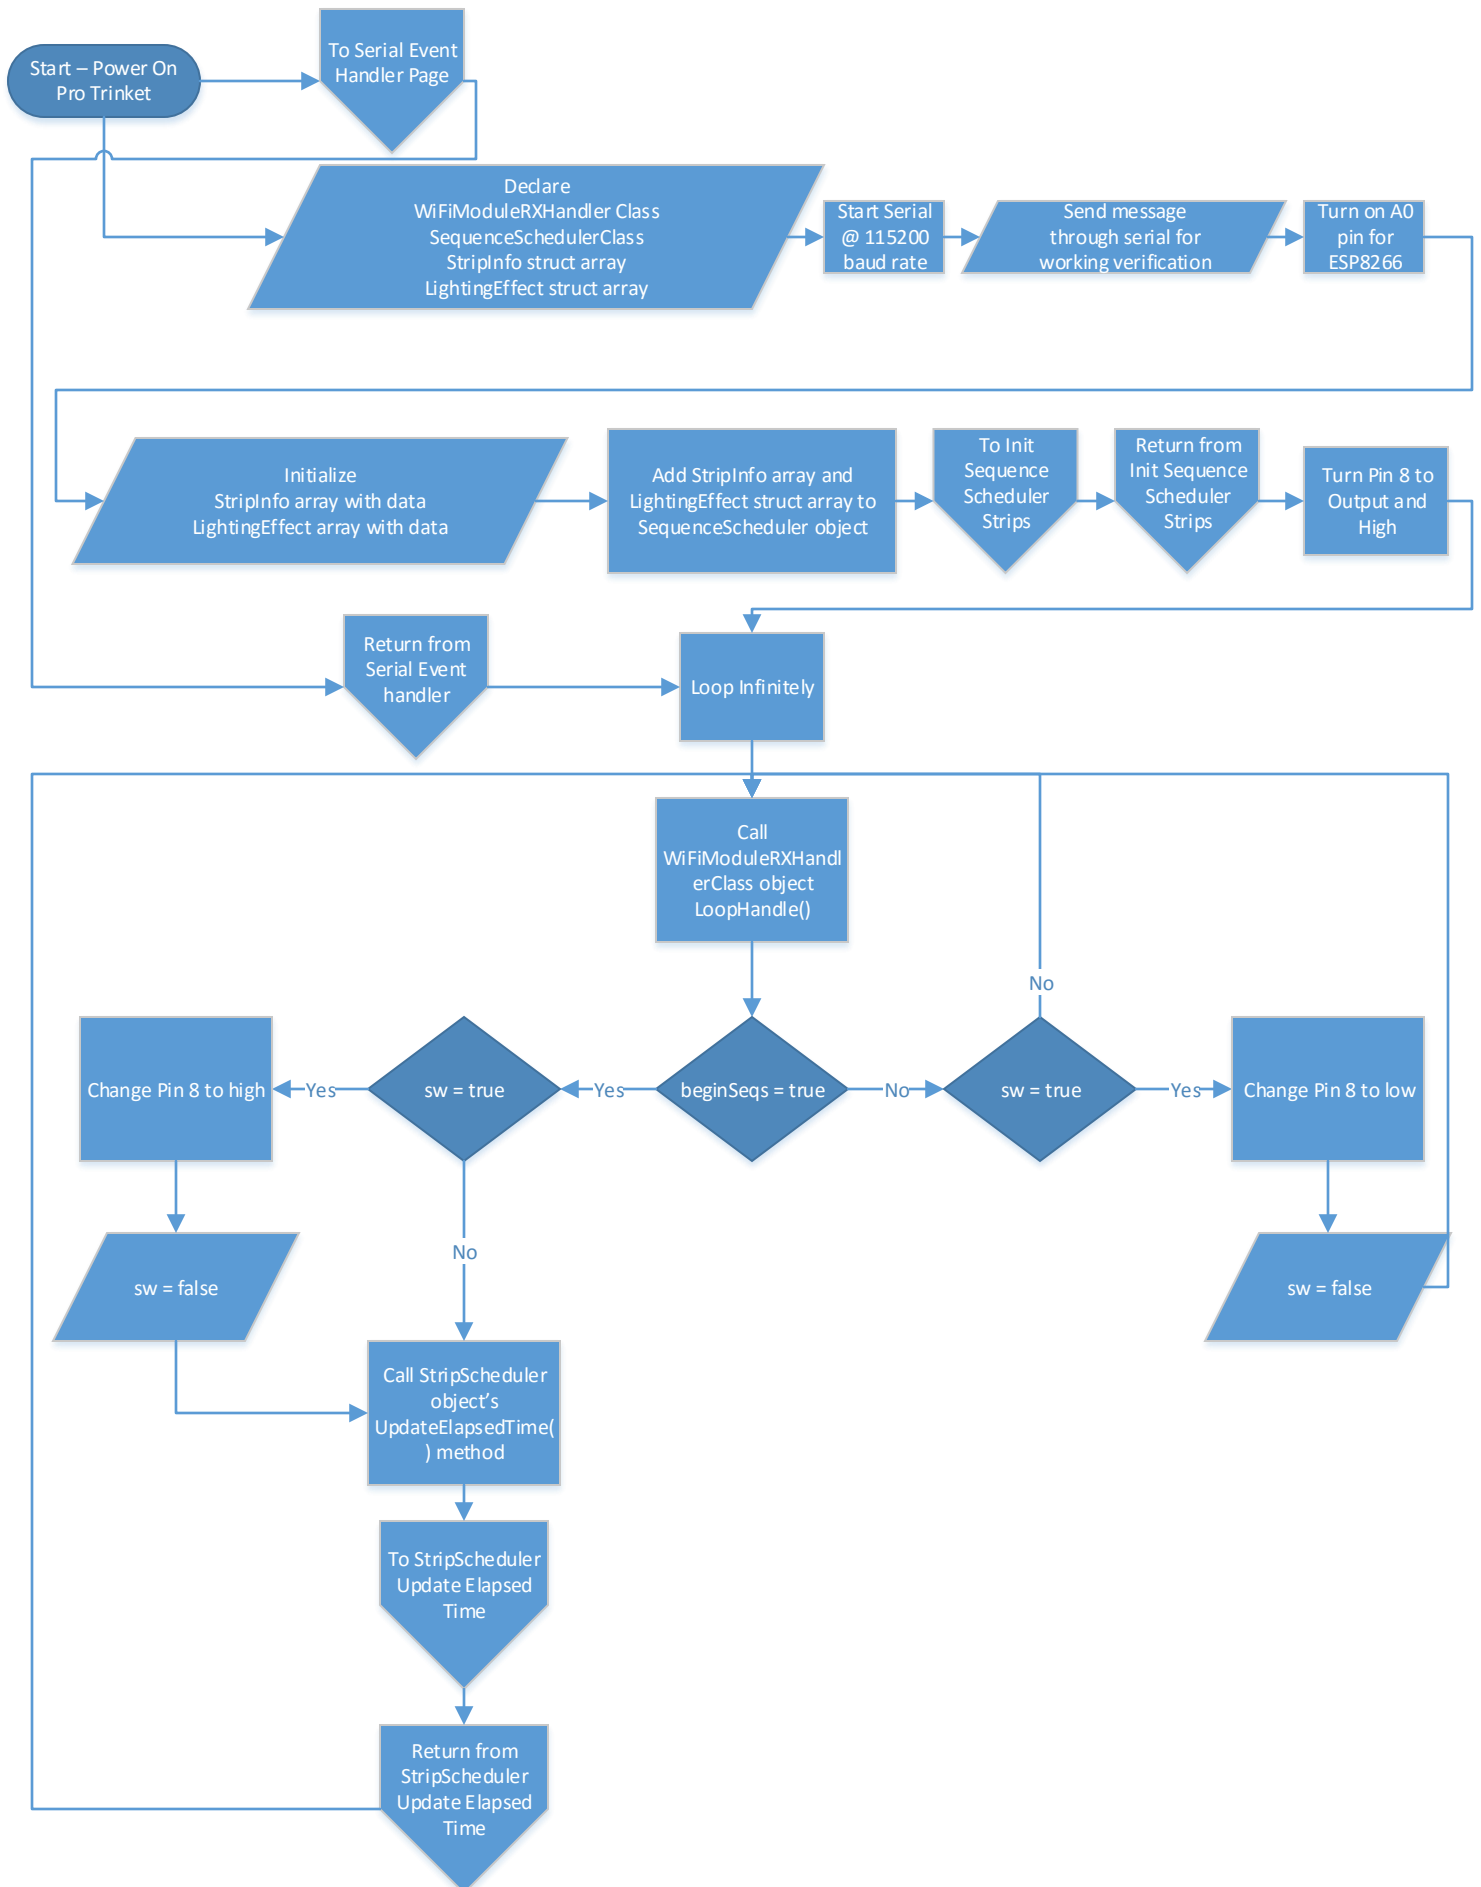 Start – Power On
Pro Trinket
To Serial Event
Handler Page
Declare
WiFiModuleRXHandler Class
SequenceSchedulerClass
StripInfo struct array
LightingEffect struct array
Start Serial
@ 115200
baud rate
Send message
through serial for
working verification
Turn on A0
pin for
ESP8266
Initialize
StripInfo array with data
LightingEffect array with data
Add StripInfo array and
LightingEffect struct array to
SequenceScheduler object
To Init
Sequence
Scheduler
Strips
Return from
Init Sequence
Scheduler
Strips
Turn Pin 8 to
Output and
High
Return from
Serial Event
handler
Loop Infinitely
Call
WiFiModuleRXHandl
erClass object
LoopHandle()
No
Change Pin 8 to high
Yes
sw = true
Yes
beginSeqs = true
No
sw = true
Yes
Change Pin 8 to low
No
sw = false
sw = false
Call StripScheduler
object’s
UpdateElapsedTime(
) method
To StripScheduler
Update Elapsed
Time
Return from
StripScheduler
Update Elapsed
Time